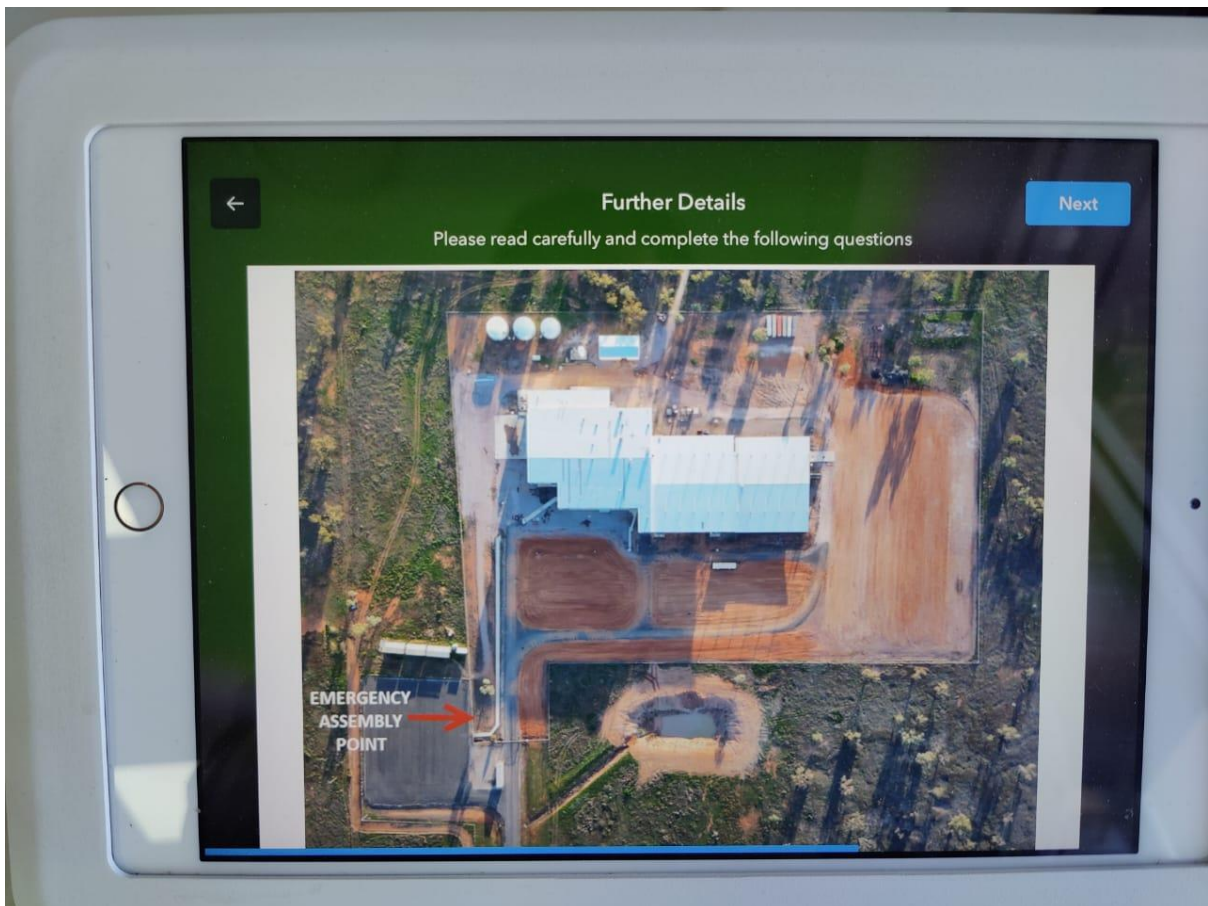 Further Details
Next
Please read carefully and complete the following questions
EMERGENCY
ASSEMBLY
POINT